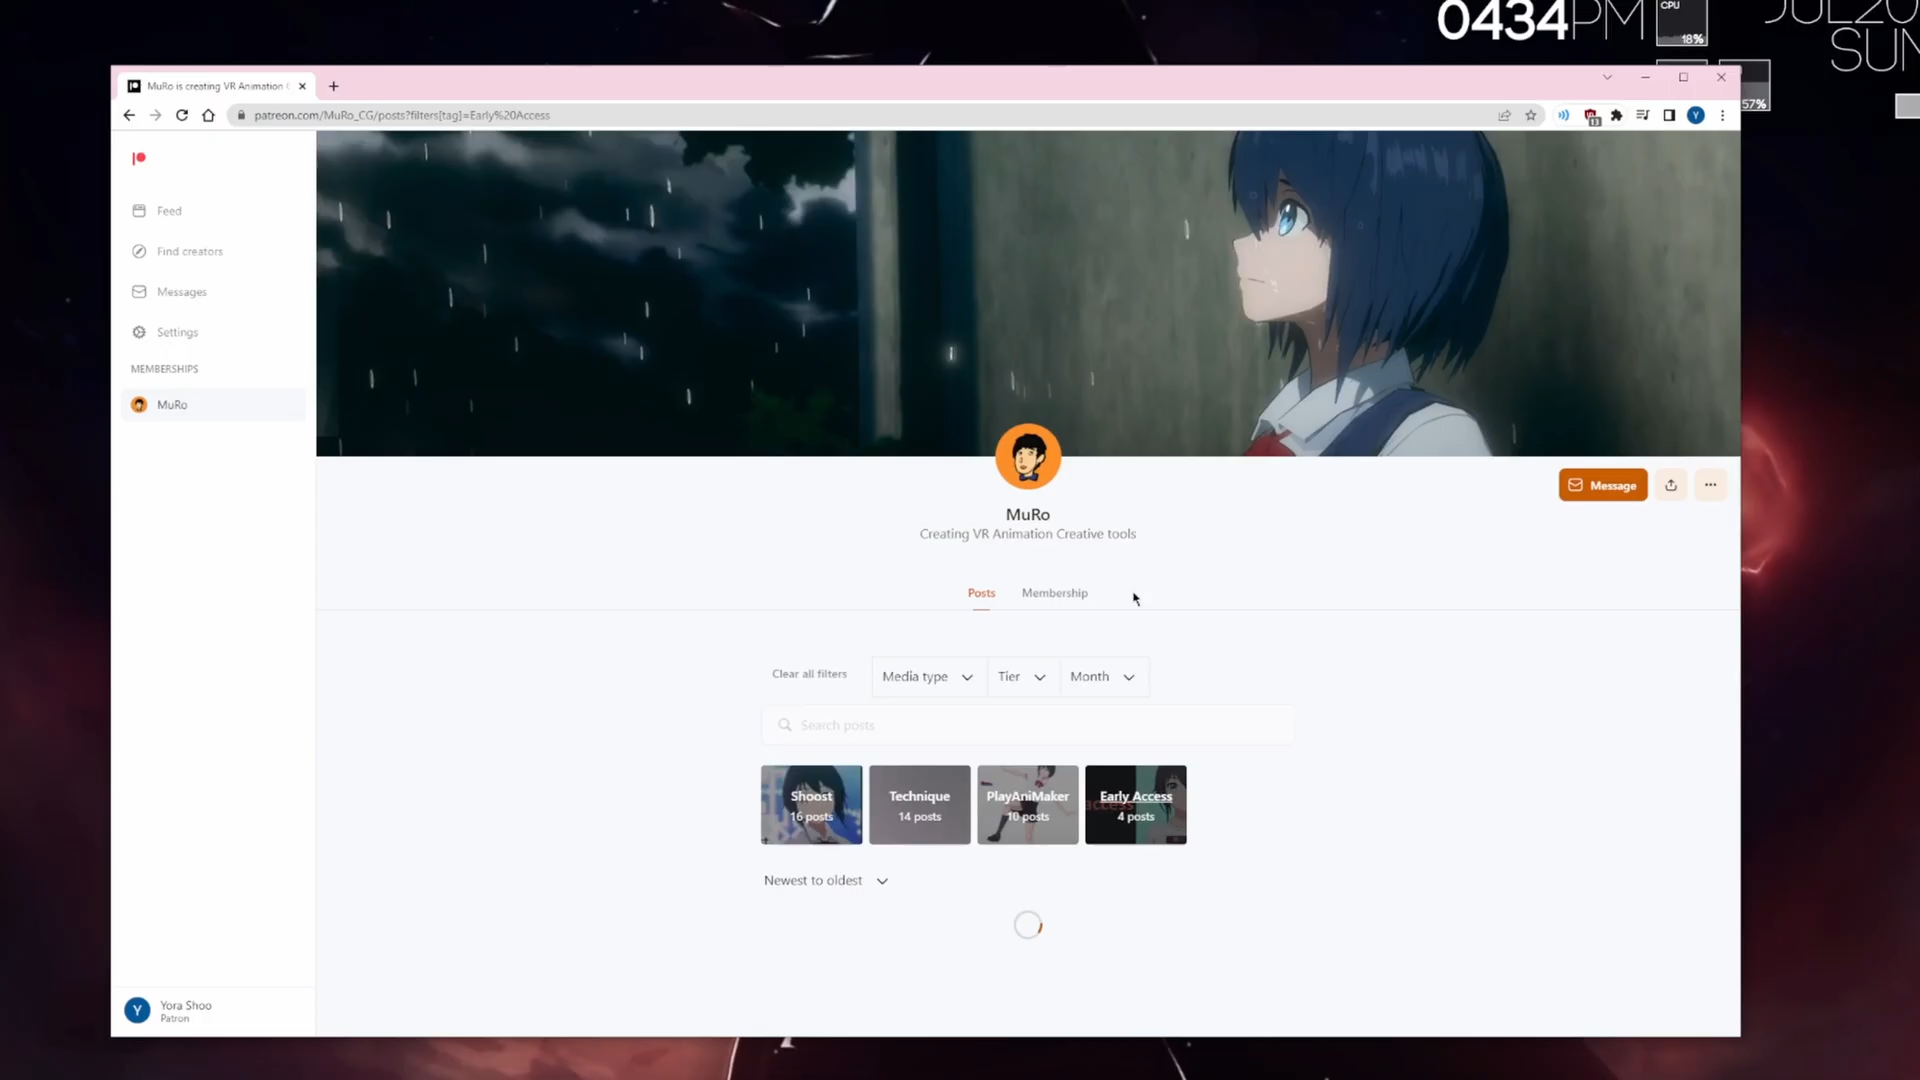 0434PM
CPU
18%
JUL20
SUN
57%
MuRo is creating VR Animation
patreon.com/MuRo_CG/posts?filters[tag]=Early%20Access
13
Y
Feed
Find creators
Messages
Settings
MEMBERSHIPS
MuRo
Message
MuRo
Creating VR Animation Creative tools
Posts
Membership
Clear all filters
Media type
Tier
Month
Search posts
Shoost
16 posts
Technique
14 posts
PlayAniMaker
10 posts
Early Access
4 posts
Newest to oldest
Y
Yora Shoo
Patron